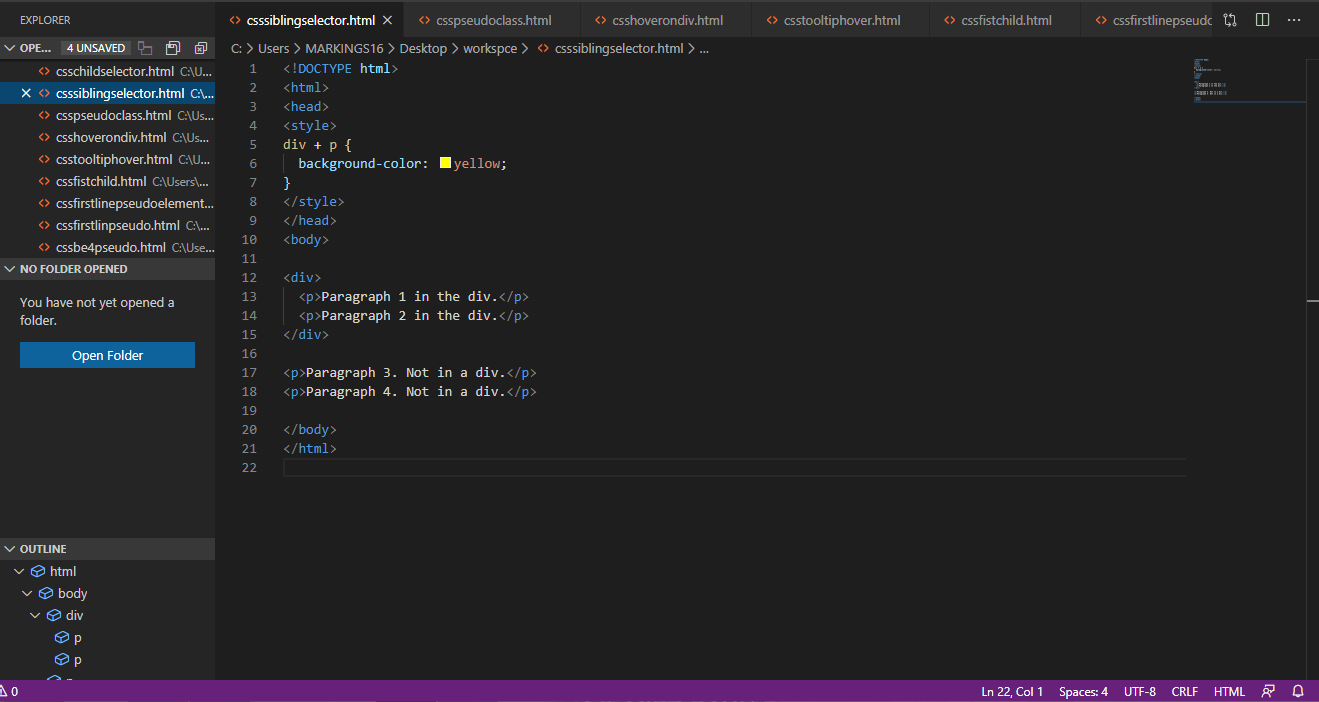 EXPLORER
csssiblingselector.html
csspseudoclass.html
csshoverondiv.html
csstooltiphover.html
cssfistchild.html
cssfirstlinepseudc
OPE... 4 UNSAVED
C: > Users > MARKINGS16 > Desktop > workspce > csssiblingselector.html > ...
csschildselector.html C:\U...
csssiblingselector.html C:\...
csspseudoclass.html C:\Us...
csshoverondiv.html C:\Us...
csstooltiphover.html C:\U...
cssfistchild.html C:\Users\...
cssfirstlinepseudoelement...
cssfirstlinpseudo.html C:\...
cssbe4pseudo.html C:\Use...
NO FOLDER OPENED
You have not yet opened a
folder.
Open Folder
OUTLINE
html
body
div
p
p
1 <!DOCTYPE html>
2 <html>
3 <head>
4 <style>
5 div + p {
6 background-color: yellow;
7 }
8 </style>
9 </head>
10 <body>
11
12 <div>
13 <p>Paragraph 1 in the div.</p>
14 <p>Paragraph 2 in the div.</p>
15 </div>
16
17 <p>Paragraph 3. Not in a div.</p>
18 <p>Paragraph 4. Not in a div.</p>
19
20 </body>
21 </html>
22
0
Ln 22, Col 1 Spaces: 4 UTF-8 CRLF HTML